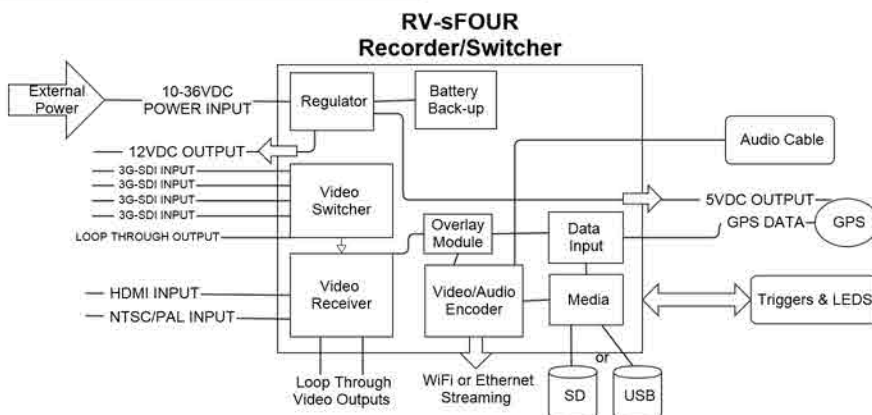 RV-sFOUR
Recorder/Switcher
External
Power
10-36VDC
POWER INPUT
Regulator
Battery
Back-up
Audio Cable
12VDC OUTPUT
3G-SDI INPUT
3G-SDI INPUT
3G-SDI INPUT
3G-SDI INPUT
Video
Switcher
5VDC OUTPUT
LOOP THROUGH OUTPUT
Overlay
Module
Data
Input
GPS DATA
GPS
HDMI INPUT
NTSC/PAL INPUT
Video
Receiver
Video/Audio
Encoder
Media
Triggers & LEDS
Loop Through
Video Outputs
WiFi or Ethernet
Streaming
or
SD
USB